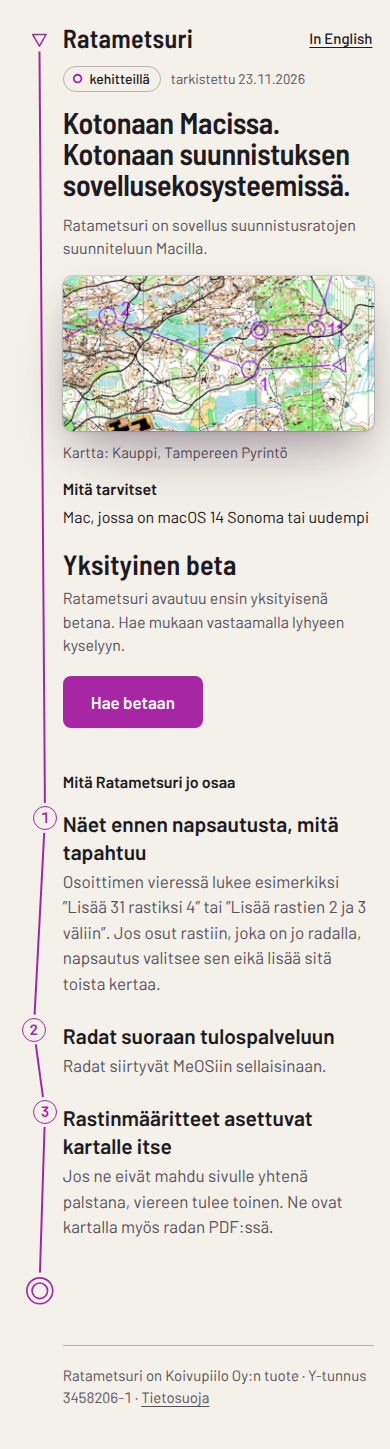 Ratametsuri
In English
kehitteillä
tarkistettu 23.11.2026
Kotonaan Macissa.
Kotonaan suunnistuksen
sovellusekosysteemissä.
Ratametsuri on sovellus suunnistusratojen
suunniteluun Macilla.
2
11
1
Kartta: Kauppi, Tampereen Pyrintö
Mitä tarvitset
Mac, jossa on macOS 14 Sonoma tai uudempi
Yksityinen beta
Ratametsuri avautuu ensin yksityisenä
betana. Hae mukaan vastaamalla lyhyeen
kyselyyn.
Hae betaan
Mitä Ratametsuri jo osaa
1
Näet ennen napsautusta, mitä
tapahtuu
Osoittimen vieressä lukee esimerkiksi
”Lisää 31 rastiksi 4” tai ”Lisää rastien 2 ja 3
väliin”. Jos osut rastiin, joka on jo radalla,
napsautus valitsee sen eikä lisää sitä
toista kertaa.
2
Radat suoraan tulospalveluun
Radat siirtyvät MeOSiin sellaisinaan.
3
Rastinmääritteet asettuvat
kartalle itse
Jos ne eivät mahdu sivulle yhtenä
palstana, viereen tulee toinen. Ne ovat
kartalla myös radan PDF:ssä.
Ratametsuri on Koivupiilo Oy:n tuote · Y-tunnus
3458206-1 · Tietosuoja